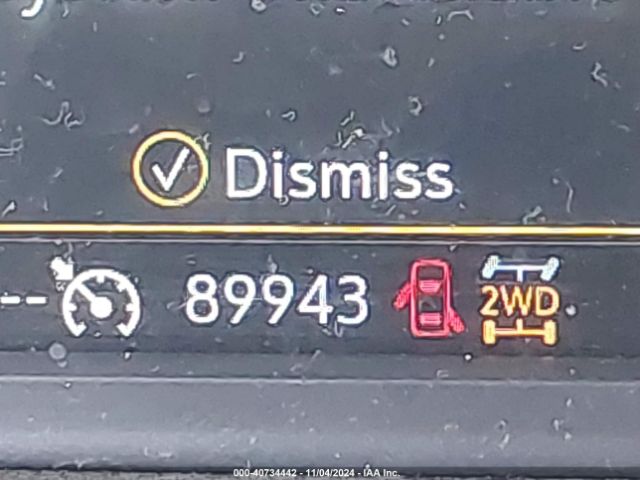 Dismiss
-- 89943 2WD
000-40734442 - 11/04/2024 - IAA Inc.